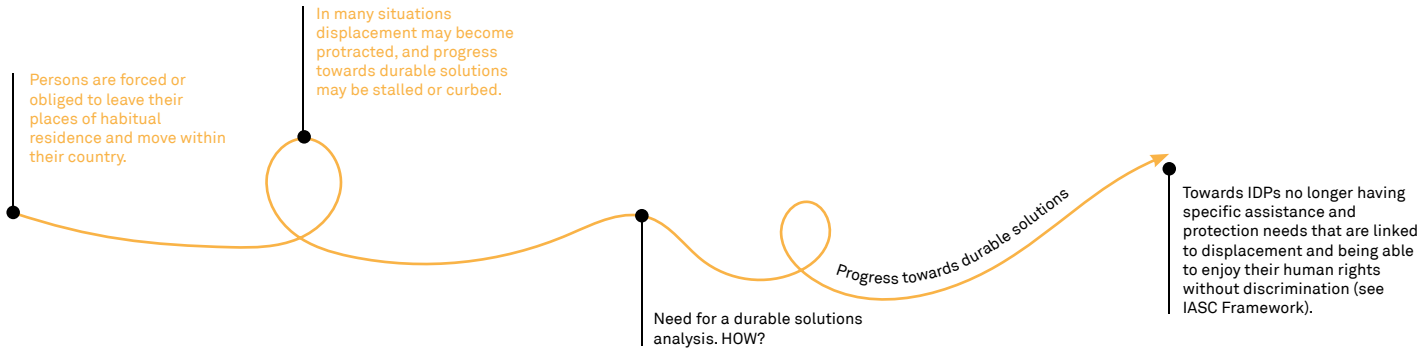 Persons are forced or
obliged to leave their
places of habitual
residence and move within
their country.
In many situations
displacement may become
protracted, and progress
towards durable solutions
may be stalled or curbed.
Need for a durable solutions
analysis. HOW?
Progress towards durable solutions
Towards IDPs no longer having
specific assistance and
protection needs that are linked
to displacement and being able
to enjoy their human rights
without discrimination (see
IASC Framework).